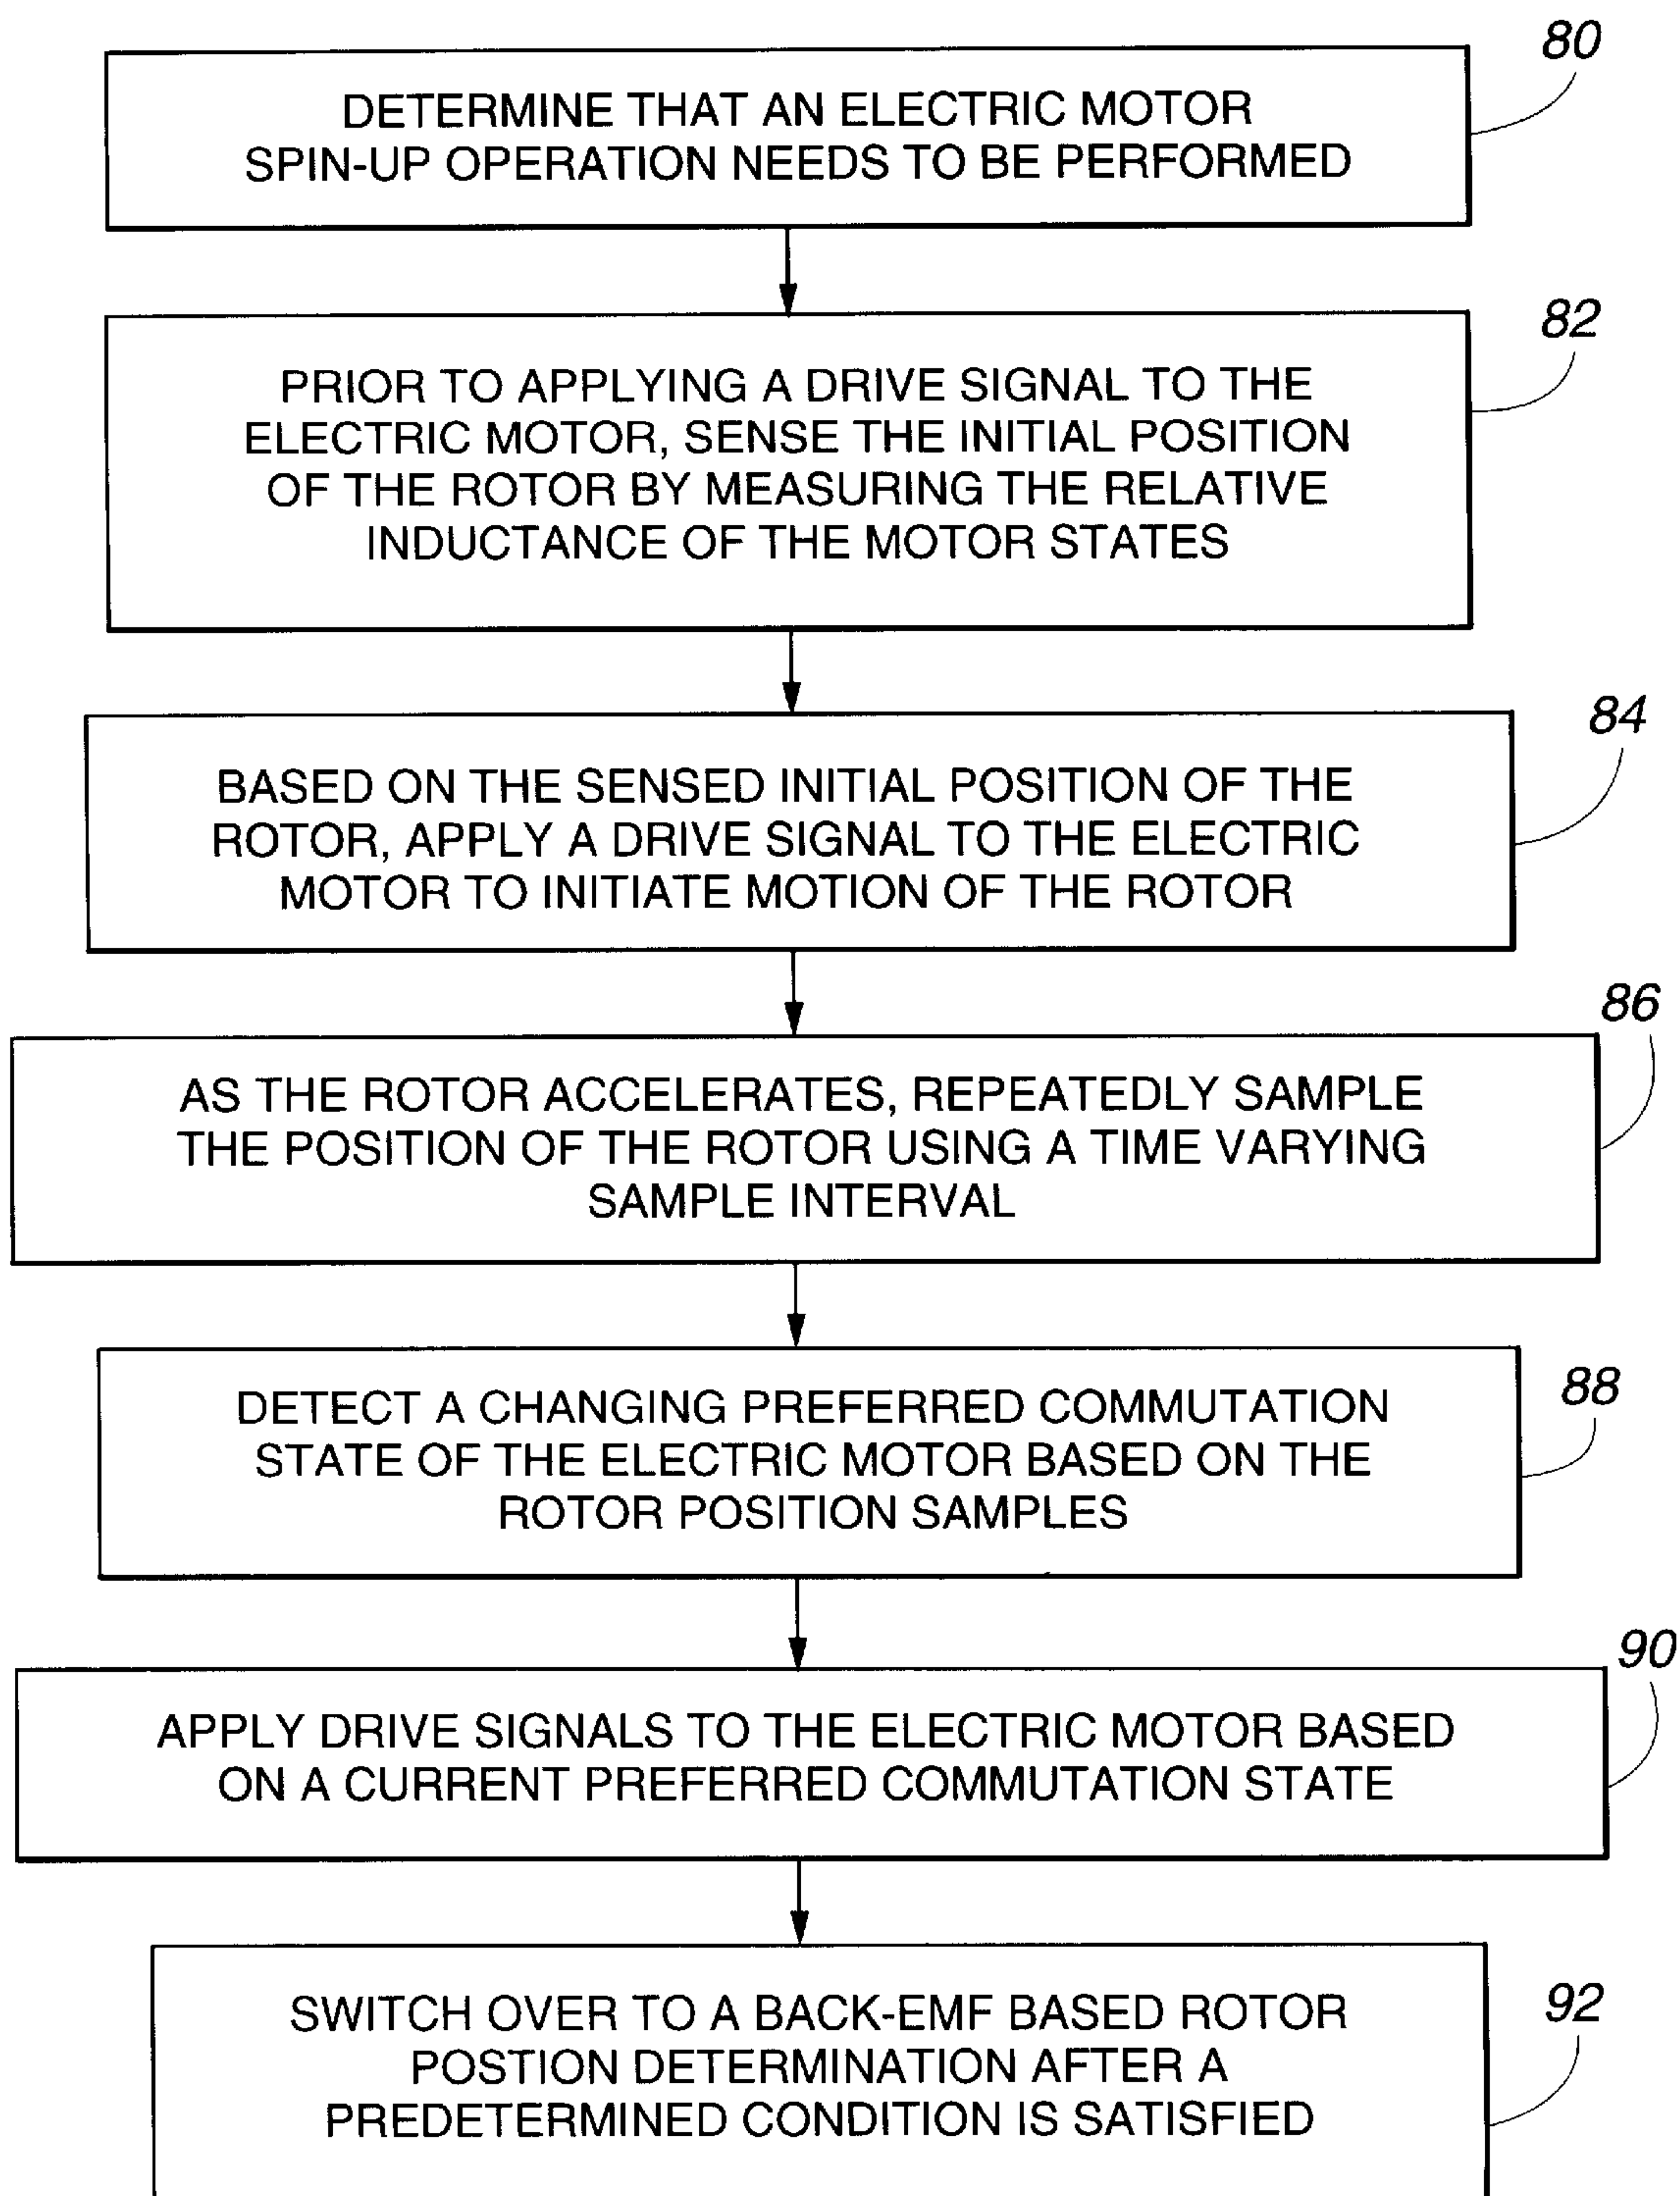 80
DETERMINE THAT AN ELECTRIC MOTOR
SPIN-UP OPERATION NEEDS TO BE PERFORMED
82
PRIOR TO APPLYING A DRIVE SIGNAL TO THE
ELECTRIC MOTOR, SENSE THE INITIAL POSITION
OF THE ROTOR BY MEASURING THE RELATIVE
INDUCTANCE OF THE MOTOR STATES
84
BASED ON THE SENSED INITIAL POSITION OF THE
ROTOR, APPLY A DRIVE SIGNAL TO THE ELECTRIC
MOTOR TO INITIATE MOTION OF THE ROTOR
86
AS THE ROTOR ACCELERATES, REPEATEDLY SAMPLE
THE POSITION OF THE ROTOR USING A TIME VARYING
SAMPLE INTERVAL
88
DETECT A CHANGING PREFERRED COMMUTATION
STATE OF THE ELECTRIC MOTOR BASED ON THE
ROTOR POSITION SAMPLES
90
APPLY DRIVE SIGNALS TO THE ELECTRIC MOTOR BASED
ON A CURRENT PREFERRED COMMUTATION STATE
92
SWITCH OVER TO A BACK-EMF BASED ROTOR
POSTION DETERMINATION AFTER A
PREDETERMINED CONDITION IS SATISFIED